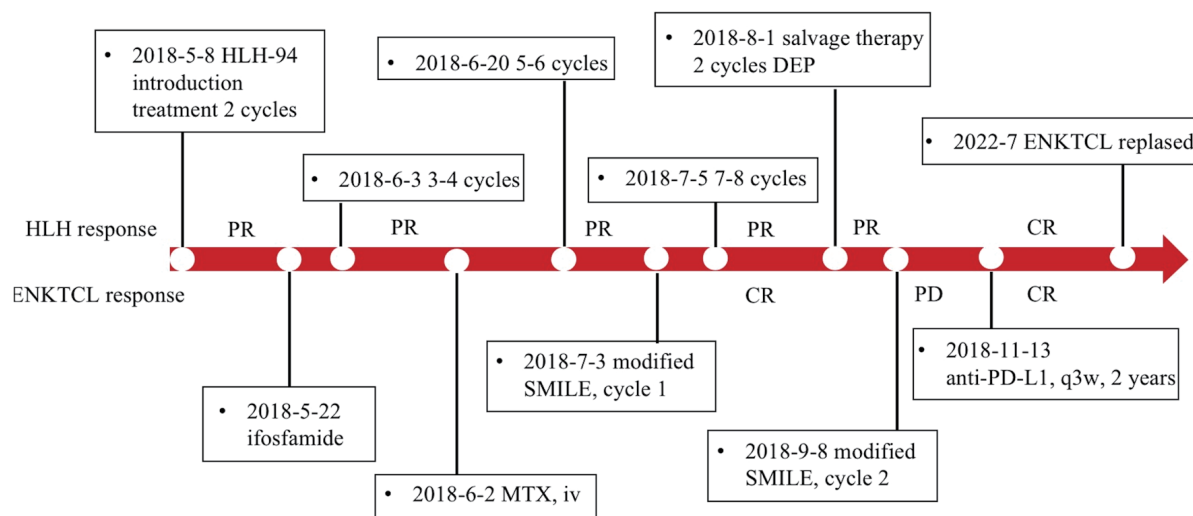 • 2018-5-8 HLH-94
introduction
treatment 2 cycles
• 2018-6-20 5-6 cycles
• 2018-8-1 salvage therapy
2 cycles DEP
• 2022-7 ENKTCL replased
• 2018-6-3 3-4 cycles
• 2018-7-5 7-8 cycles
HLH response
PR
PR
PR
PR
PR
CR
ENKTCL response
CR
PD
CR
• 2018-5-22
ifosfamide
• 2018-6-2 MTX, iv
• 2018-7-3 modified
SMILE, cycle 1
• 2018-9-8 modified
SMILE, cycle 2
• 2018-11-13
anti-PD-L1, q3w, 2 years